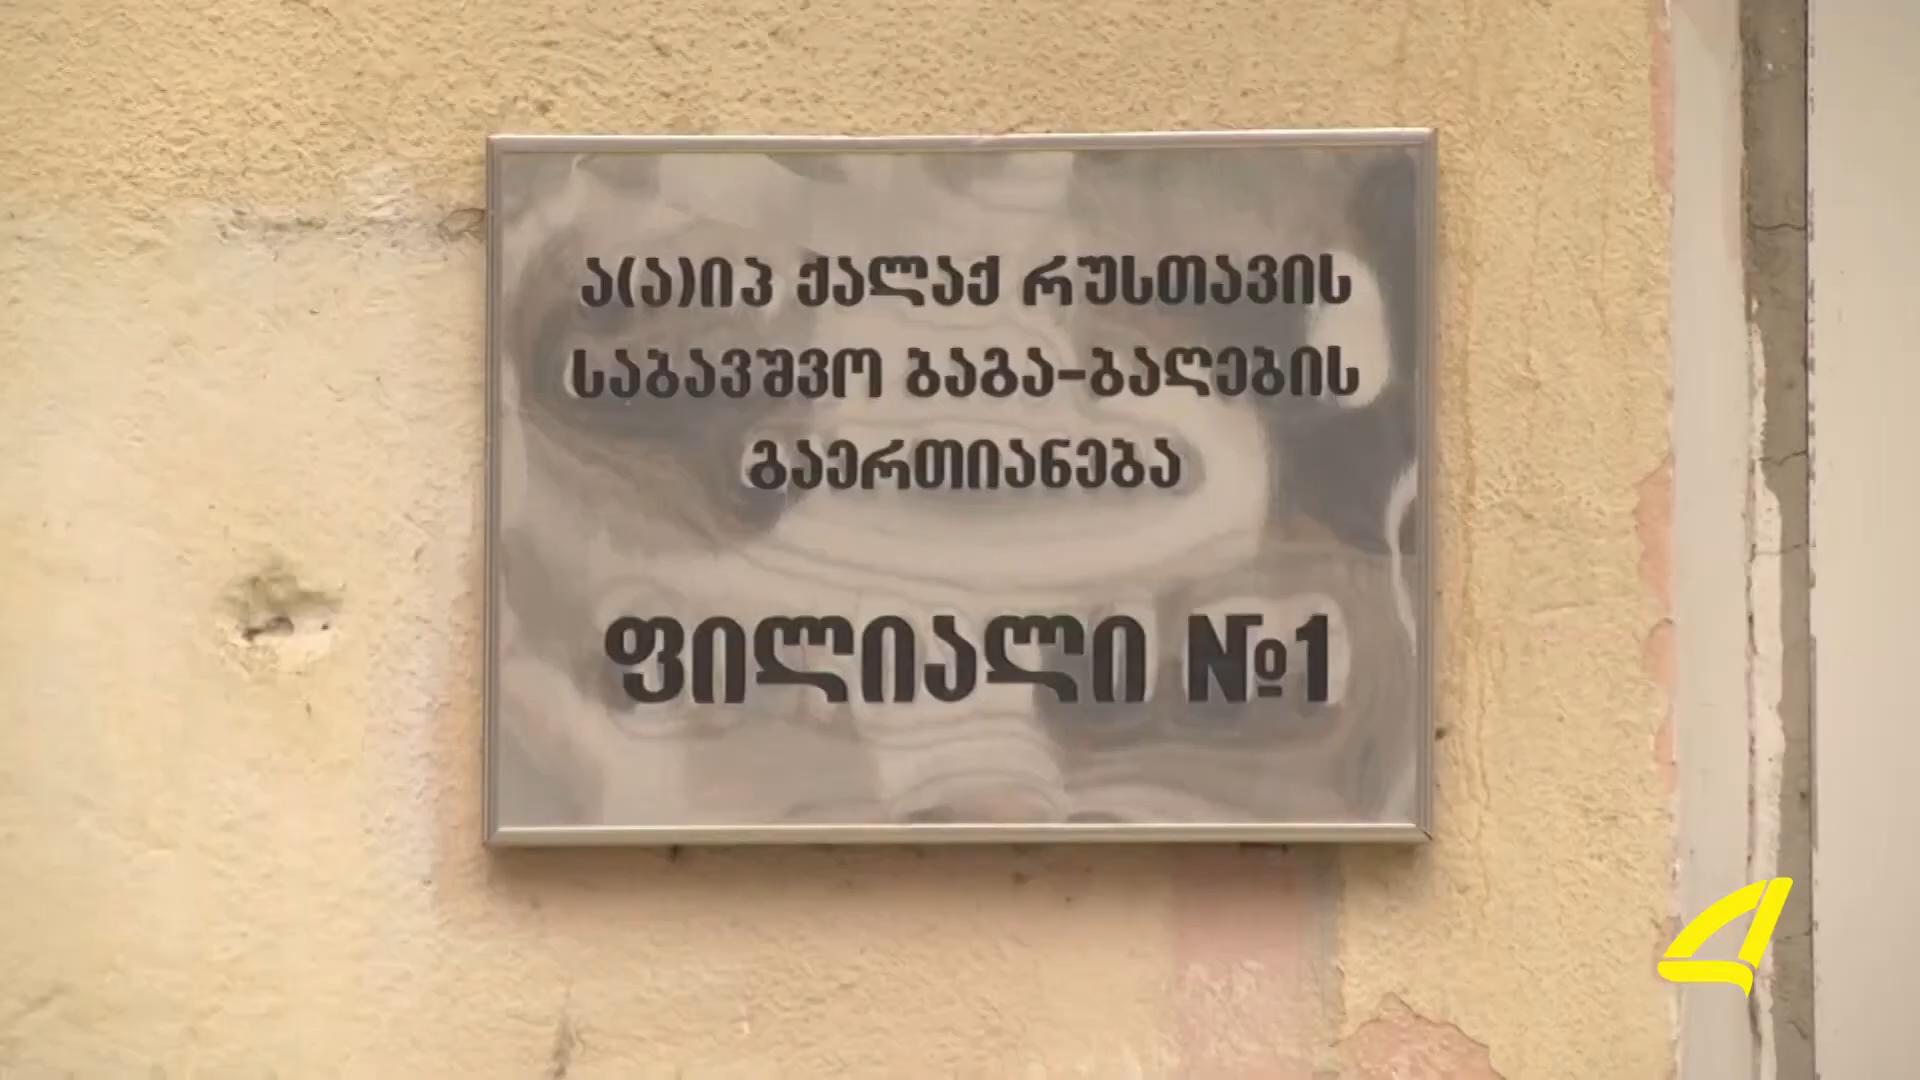 ა(ა)იპ ქალაქ რუსთავის
საბავშვო ბაგა-ბაღების
გაერთიანება
ფილიალი №1